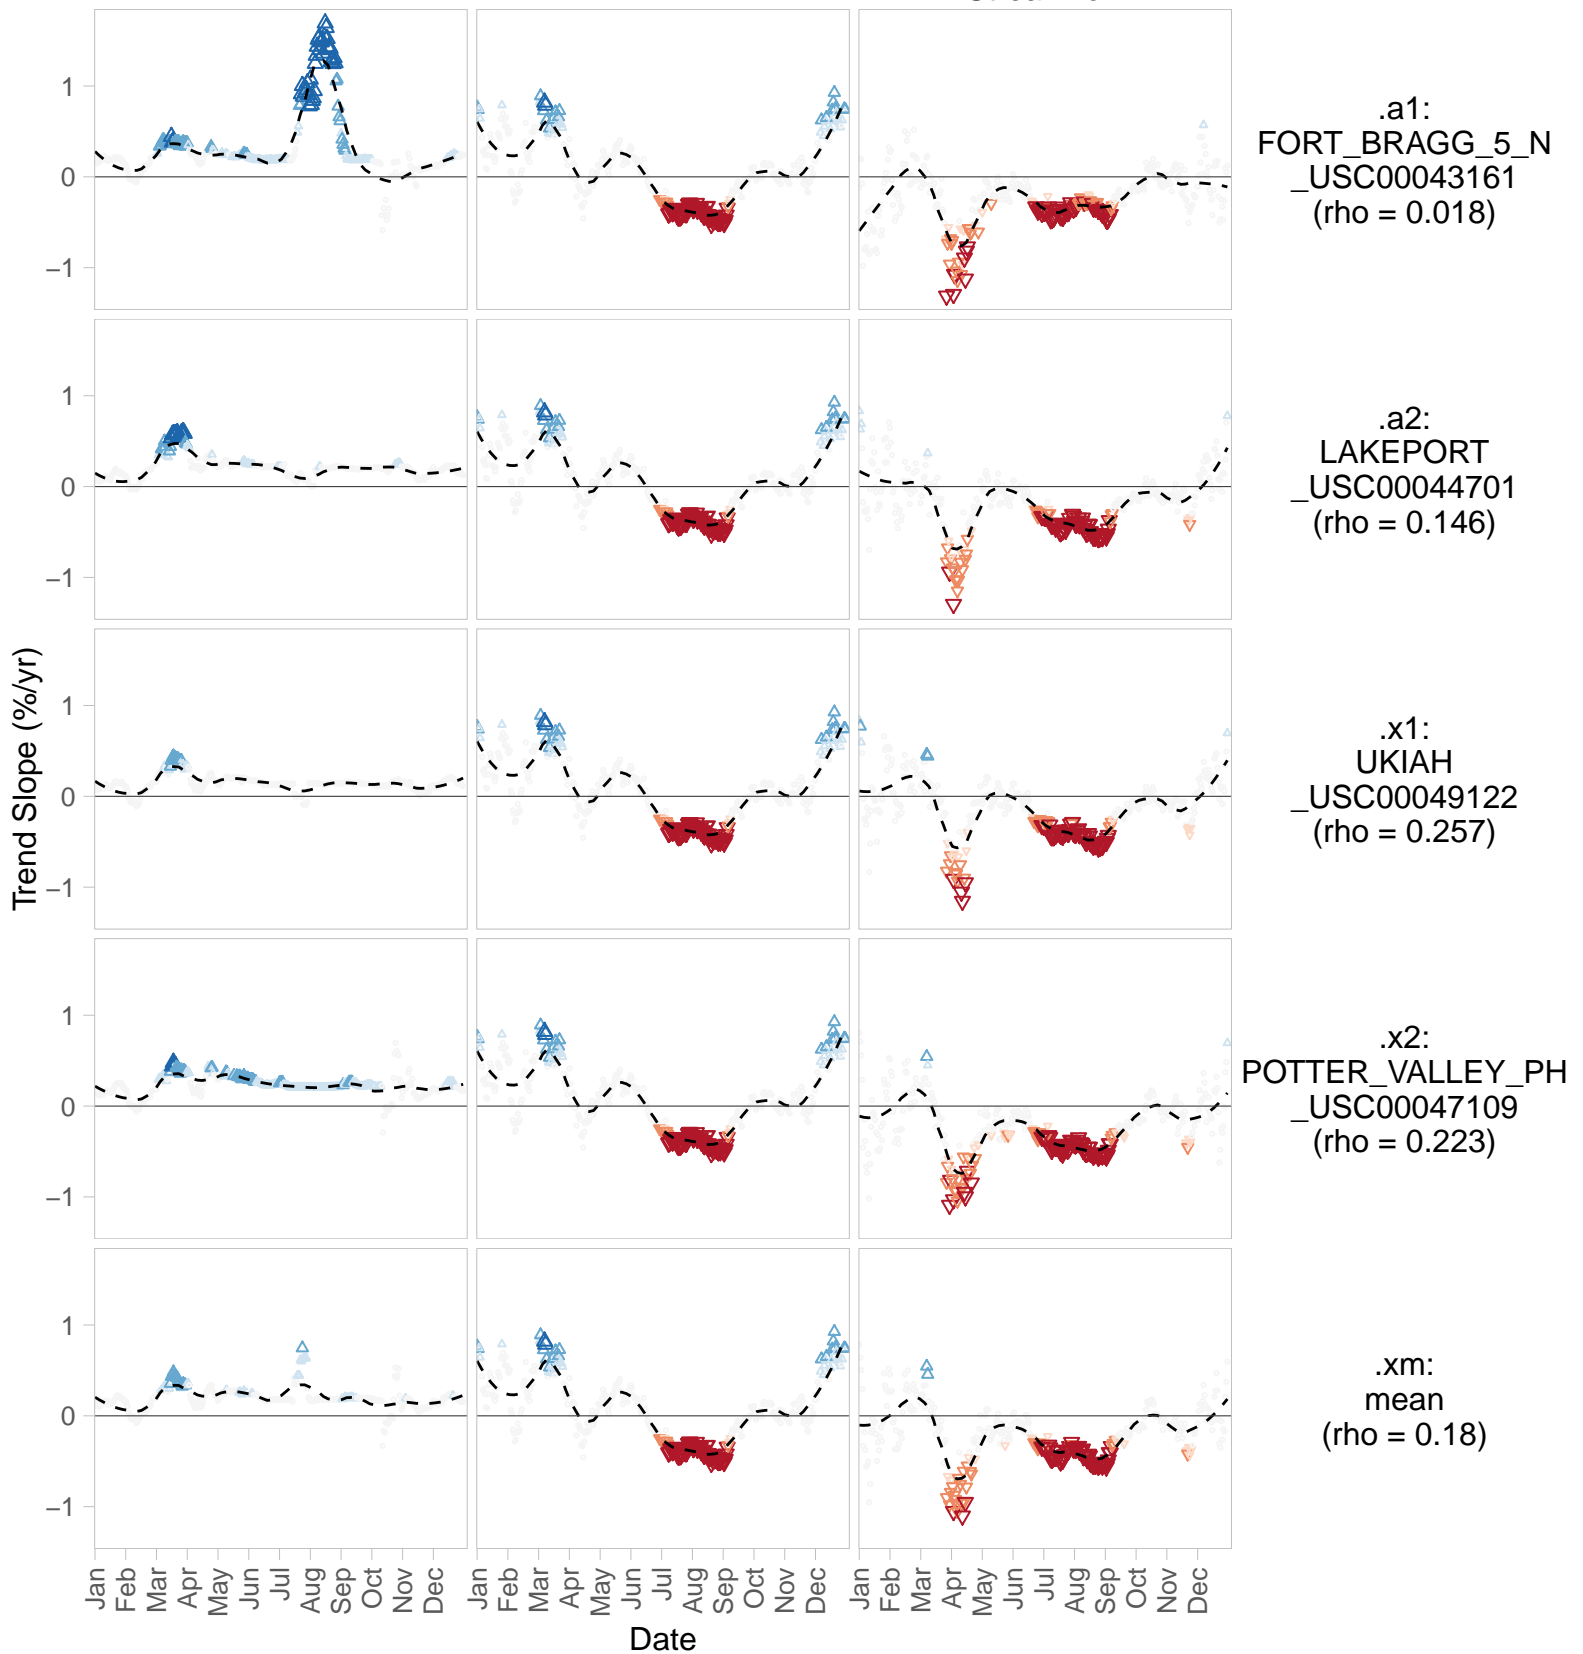 1
0
−1
.a1:
FORT_BRAGG_5_N
_USC00043161
(rho = 0.018)
1
0
−1
.a2:
LAKEPORT
_USC00044701
(rho = 0.146)
Trend Slope (%/yr)
1
0
−1
.x1:
UKIAH
_USC00049122
(rho = 0.257)
1
0
−1
.x2:
POTTER_VALLEY_PH
_USC00047109
(rho = 0.223)
1
0
−1
.xm:
mean
(rho = 0.18)
Jan Feb Mar Apr May Jun Jul Aug Sep Oct Nov Dec
Jan Feb Mar Apr May Jun Jul Aug Sep Oct Nov Dec
Jan Feb Mar Apr May Jun Jul Aug Sep Oct Nov Dec
Date